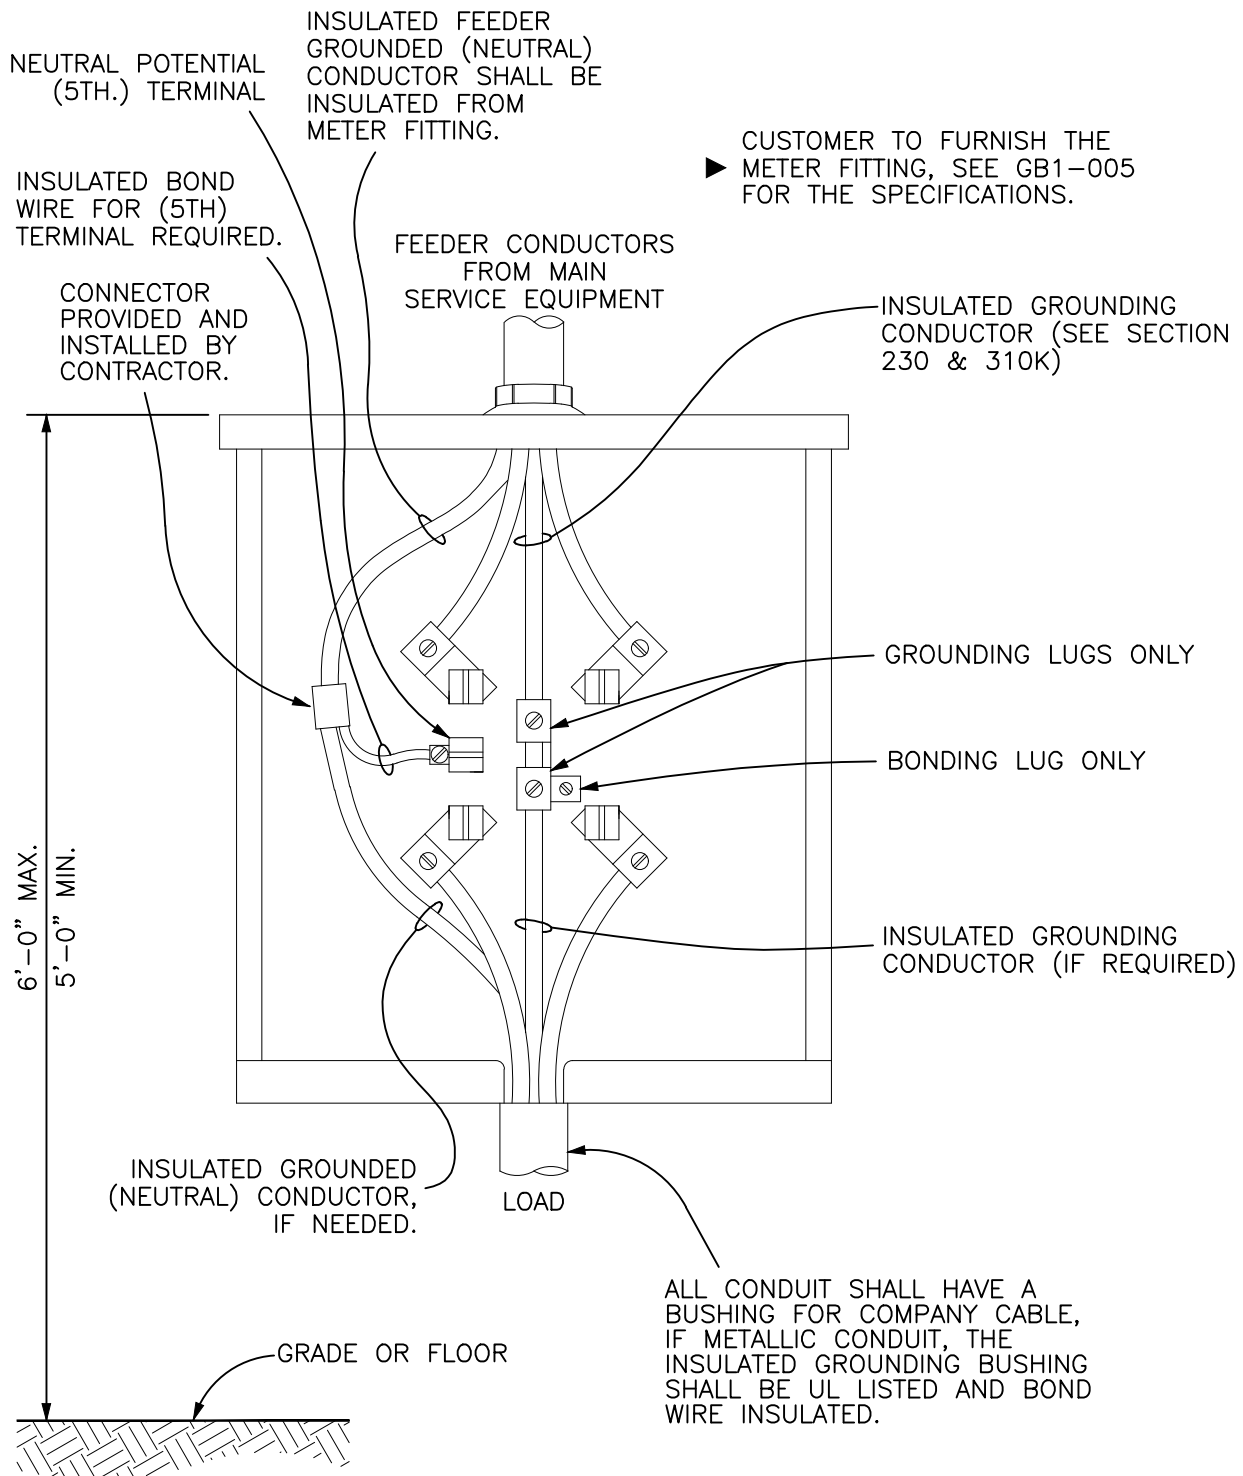 INSULATED FEEDER
GROUNDED (NEUTRAL)
CONDUCTOR SHALL BE
INSULATED FROM
METER FITTING.
NEUTRAL POTENTIAL
(5TH.) TERMINAL
CUSTOMER TO FURNISH THE
METER FITTING, SEE GB1-005
FOR THE SPECIFICATIONS.
INSULATED BOND
WIRE FOR (5TH)
TERMINAL REQUIRED.
FEEDER CONDUCTORS
FROM MAIN
SERVICE EQUIPMENT
CONNECTOR
PROVIDED AND
INSTALLED BY
CONTRACTOR.
INSULATED GROUNDING
CONDUCTOR (SEE SECTION
230 & 310K)
GROUNDING LUGS ONLY
BONDING LUG ONLY
6'-0" MAX.
5'-0" MIN.
INSULATED GROUNDING
CONDUCTOR (IF REQUIRED)
INSULATED GROUNDED
(NEUTRAL) CONDUCTOR,
IF NEEDED.
LOAD
ALL CONDUIT SHALL HAVE A
BUSHING FOR COMPANY CABLE,
IF METALLIC CONDUIT, THE
INSULATED GROUNDING BUSHING
SHALL BE UL LISTED AND BOND
WIRE INSULATED.
GRADE OR FLOOR